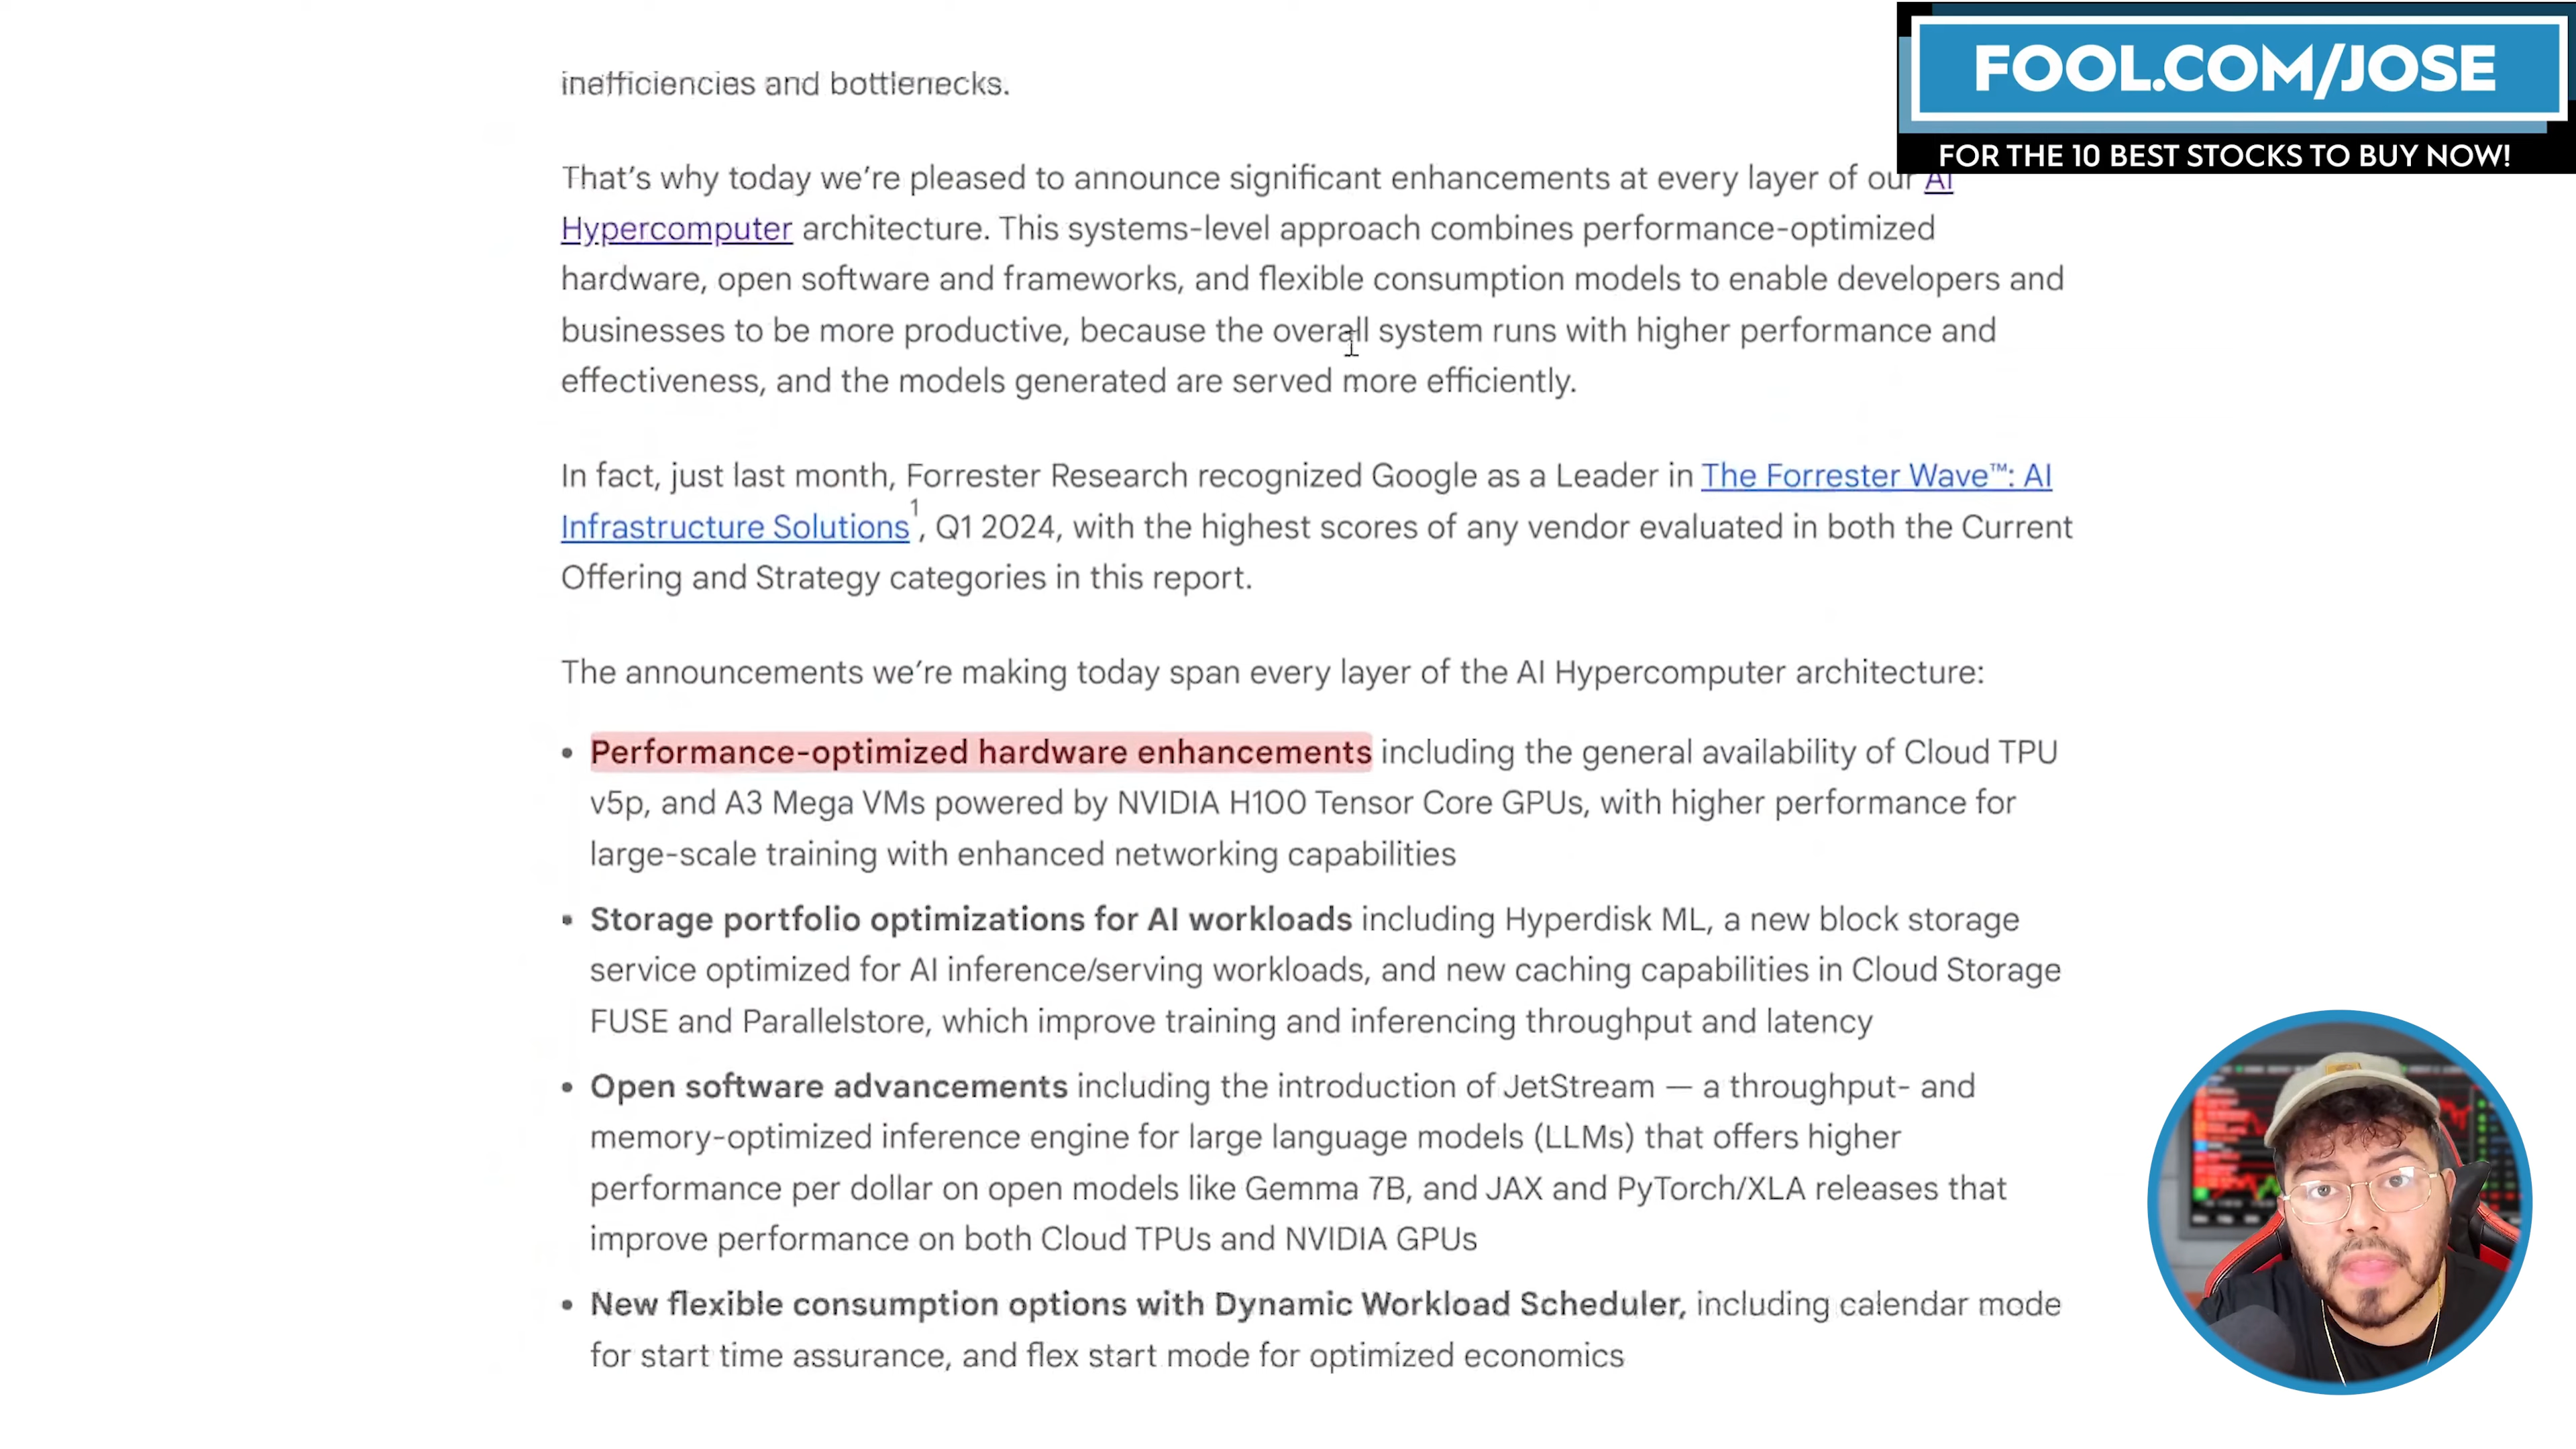 FOOL.COM/JOSE
FOR THE 10 BEST STOCKS TO BUY NOW!
inefficiencies and bottlenecks.
That's why today we're pleased to announce significant enhancements at every layer of our AI
Hypercomputer architecture. This systems-level approach combines performance-optimized
hardware, open software and frameworks, and flexible consumption models to enable developers and
businesses to be more productive, because the overall system runs with higher performance and
effectiveness, and the models generated are served more efficiently.
In fact, just last month, Forrester Research recognized Google as a Leader in The Forrester Wave™: AI
Infrastructure Solutions¹, Q1 2024, with the highest scores of any vendor evaluated in both the Current
Offering and Strategy categories in this report.
The announcements we're making today span every layer of the AI Hypercomputer architecture:
• Performance-optimized hardware enhancements including the general availability of Cloud TPU
v5p, and A3 Mega VMs powered by NVIDIA H100 Tensor Core GPUs, with higher performance for
large-scale training with enhanced networking capabilities
• Storage portfolio optimizations for AI workloads including Hyperdisk ML, a new block storage
service optimized for AI inference/serving workloads, and new caching capabilities in Cloud Storage
FUSE and Parallelstore, which improve training and inferencing throughput and latency
• Open software advancements including the introduction of JetStream — a throughput- and
memory-optimized inference engine for large language models (LLMs) that offers higher
performance per dollar on open models like Gemma 7B, and JAX and PyTorch/XLA releases that
improve performance on both Cloud TPUs and NVIDIA GPUs
• New flexible consumption options with Dynamic Workload Scheduler, including calendar mode
for start time assurance, and flex start mode for optimized economics